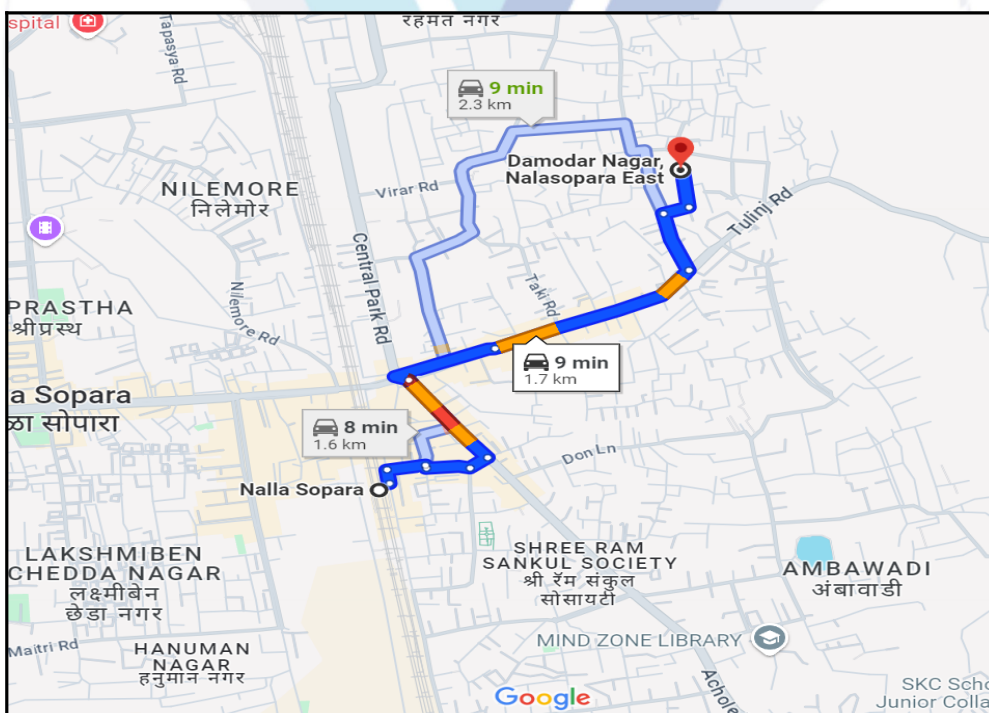 spital
Tapasya Rd
रहमत नगर
9 min
2.3 km
Damodar Nagar,
Nalasopara East
NILEMORE
निलेमोर
Virar Rd
Tulinj Rd
Central Park Rd
Taki Rd
Nilemore Rd
PRASTHA
श्रीप्रस्थ
9 min
1.7 km
a Sopara
ळा सोपारा
8 min
1.6 km
Don Ln
Nalla Sopara
LAKSHMIBEN
CHEDDA NAGAR
लक्ष्मीबेन
छेडा नगर
SHREE RAM
SANKUL SOCIETY
श्री रॅम संकुल
सोसायटी
AMBAWADI
अंबावाडी
Maitri Rd
HANUMAN
NAGAR
हनुमान नगर
MIND ZONE LIBRARY
Achole
Google
SKC Scho
Junior Colla